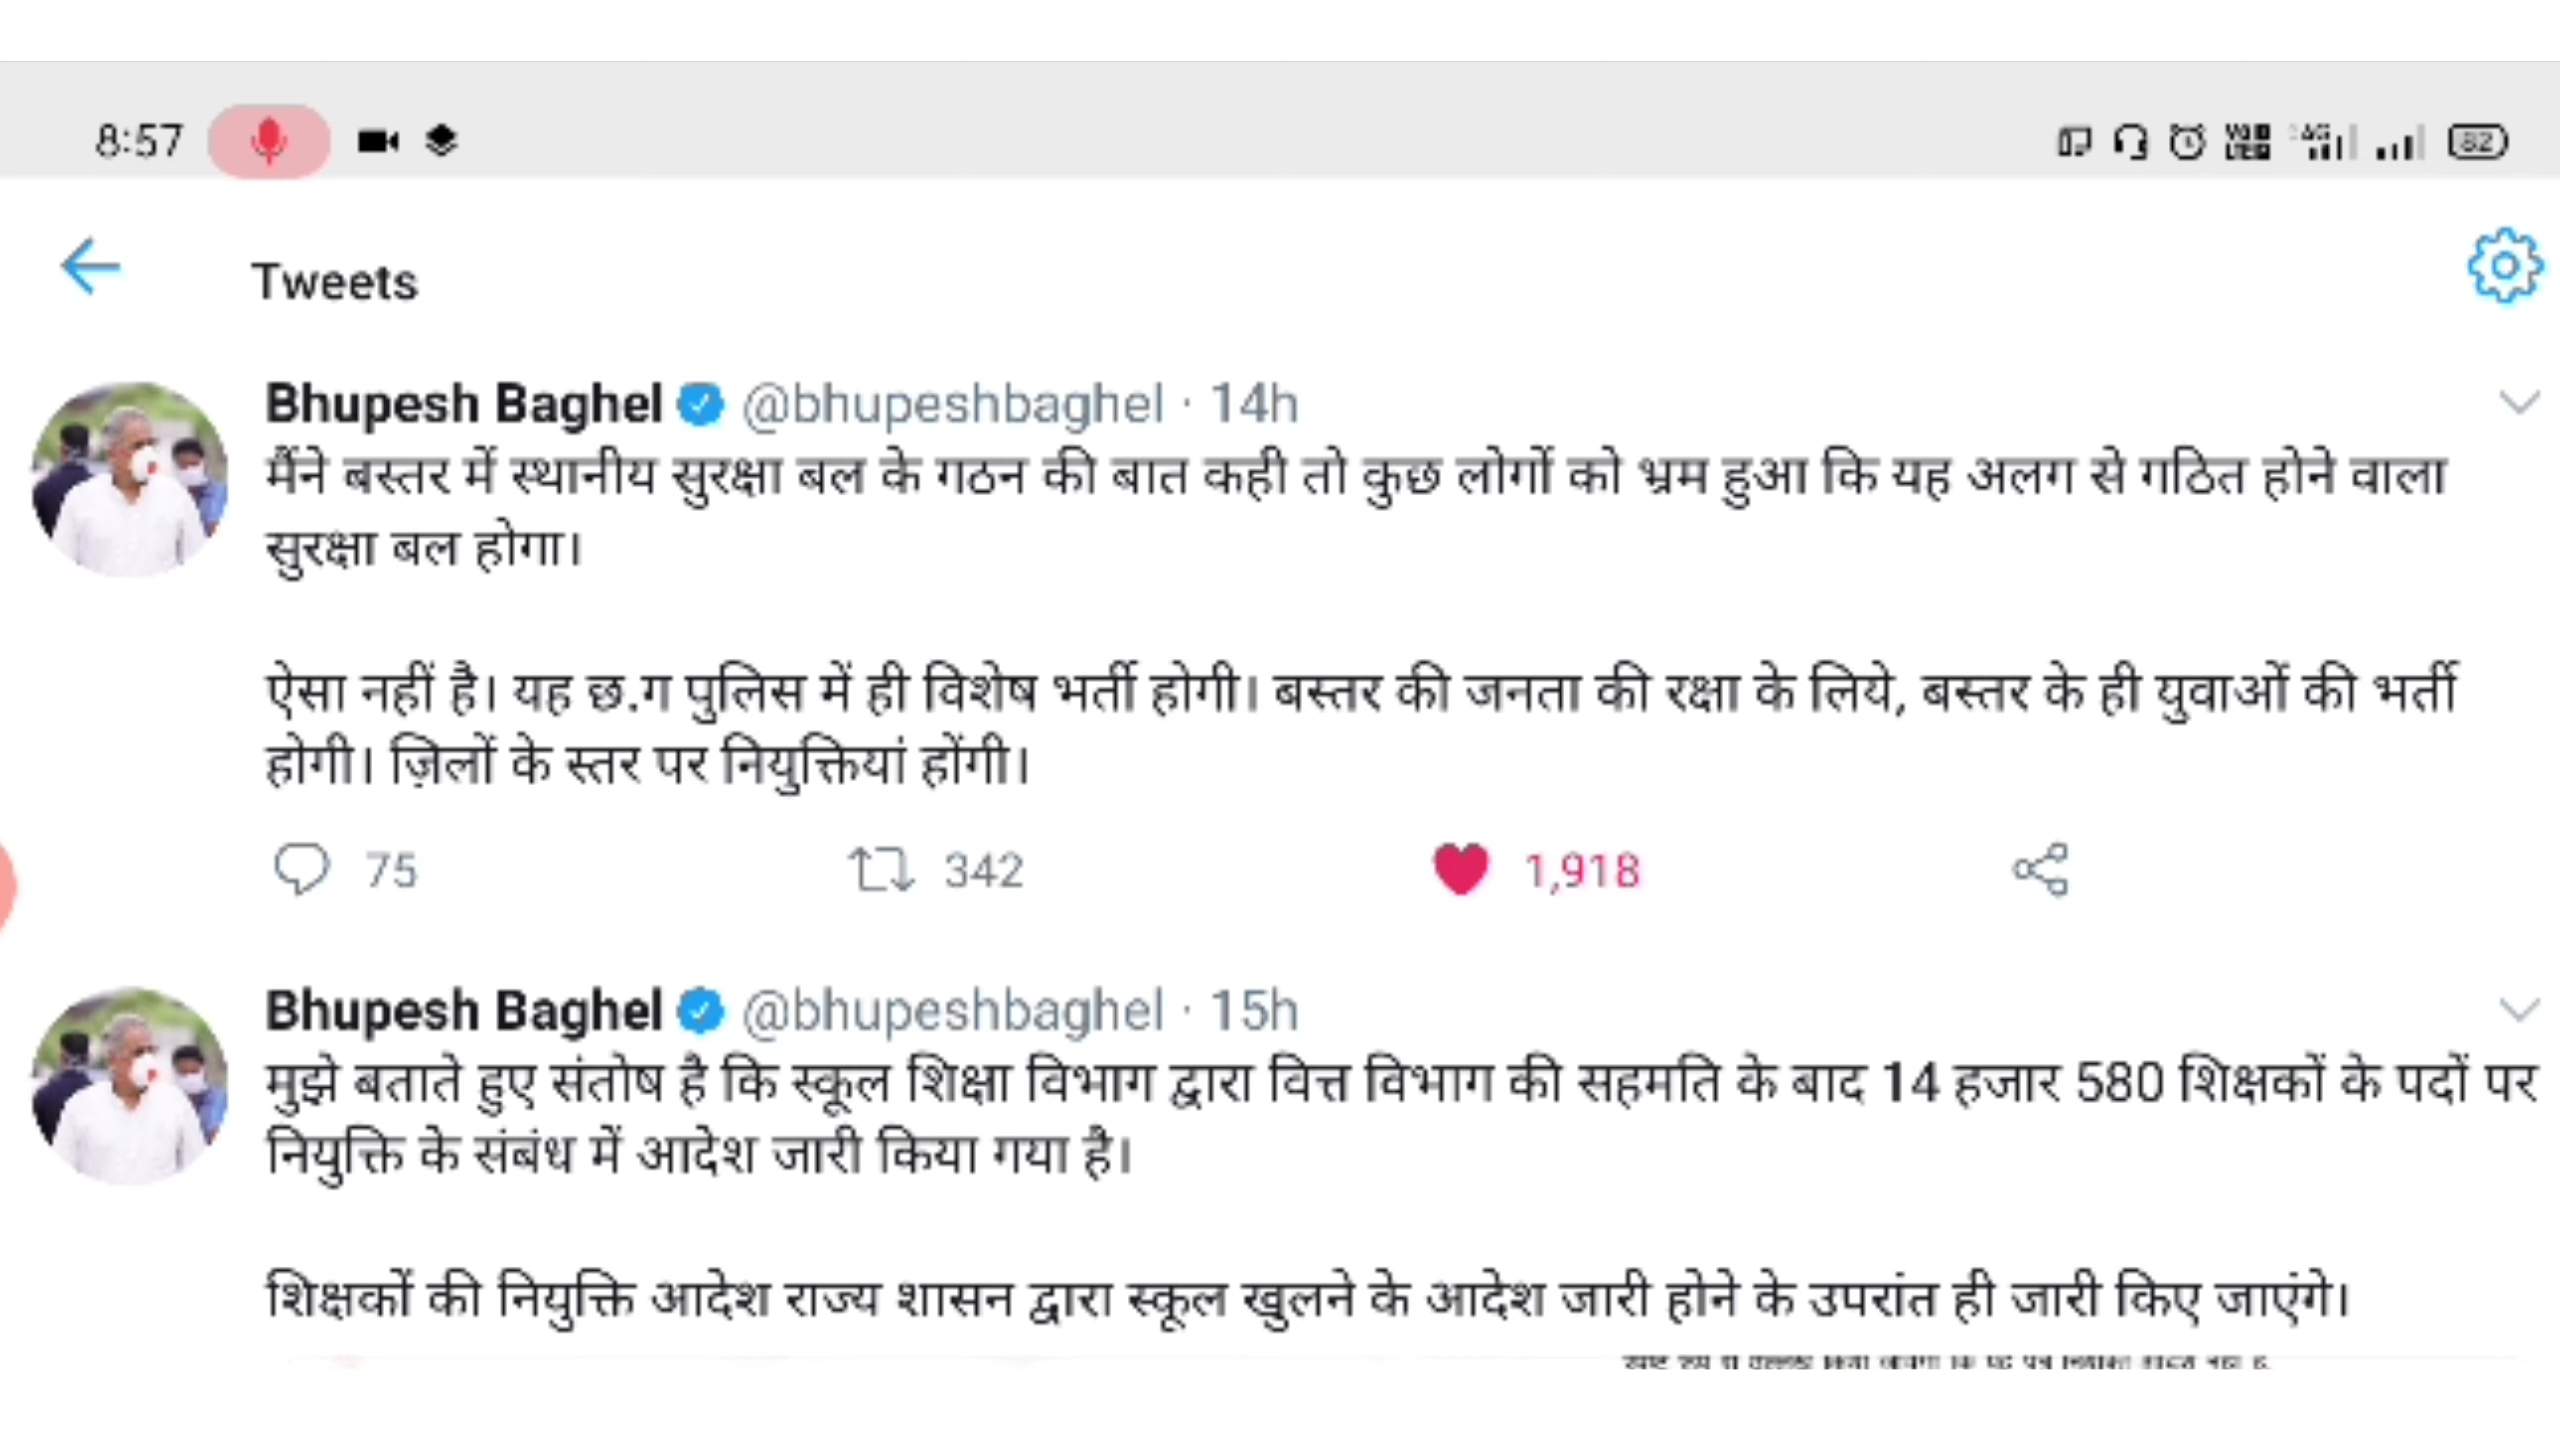 8:57
82
Tweets
Bhupesh Baghel @bhupeshbaghel · 14h
मैंने बस्तर में स्थानीय सुरक्षा बल के गठन की बात कही तो कुछ लोगों को भ्रम हुआ कि यह अलग से गठित होने वाला
सुरक्षा बल होगा।
ऐसा नहीं है। यह छ.ग पुलिस में ही विशेष भर्ती होगी। बस्तर की जनता की रक्षा के लिये, बस्तर के ही युवाओं की भर्ती
होगी। ज़िलों के स्तर पर नियुक्तियां होंगी।
75 342 1,918
Bhupesh Baghel @bhupeshbaghel · 15h
मुझे बताते हुए संतोष है कि स्कूल शिक्षा विभाग द्वारा वित्त विभाग की सहमति के बाद 14 हजार 580 शिक्षकों के पदों पर
नियुक्ति के संबंध में आदेश जारी किया गया है।
शिक्षकों की नियुक्ति आदेश राज्य शासन द्वारा स्कूल खुलने के आदेश जारी होने के उपरांत ही जारी किए जाएंगे।